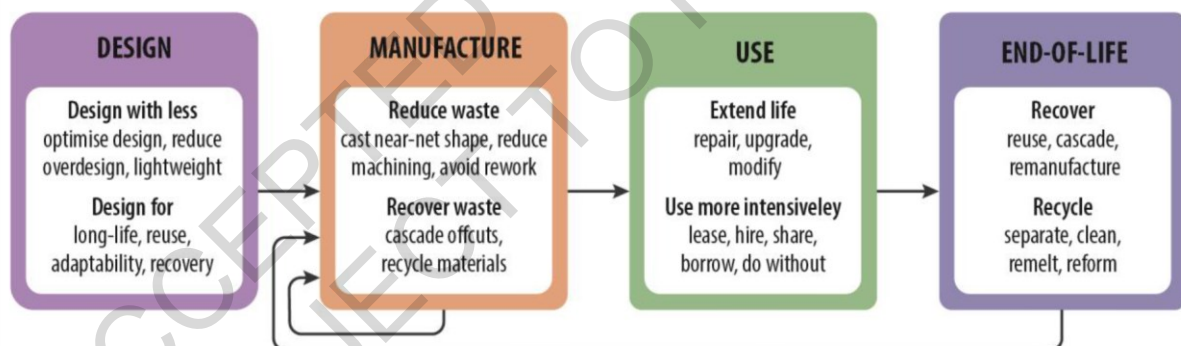 DESIGN
Design with less
optimise design, reduce
overdesign, lightweight
Design for
long-life, reuse,
adaptability, recovery
MANUFACTURE
Reduce waste
cast near-net shape, reduce
machining, avoid rework
Recover waste
cascade offcuts,
recycle materials
USE
Extend life
repair, upgrade,
modify
Use more intensiveley
lease, hire, share,
borrow, do without
END-OF-LIFE
Recover
reuse, cascade,
remanufacture
Recycle
separate, clean,
remelt, reform